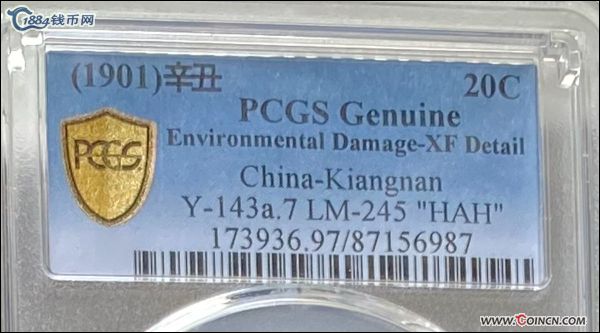 1884钱币网
(1901)辛丑 20C
PCGS Genuine
Environmental Damage-XF Detail
PCGS
China-Kiangnan
Y-143a.7 LM-245 "HAH"
173936.97/87156987
www.COINCN.com